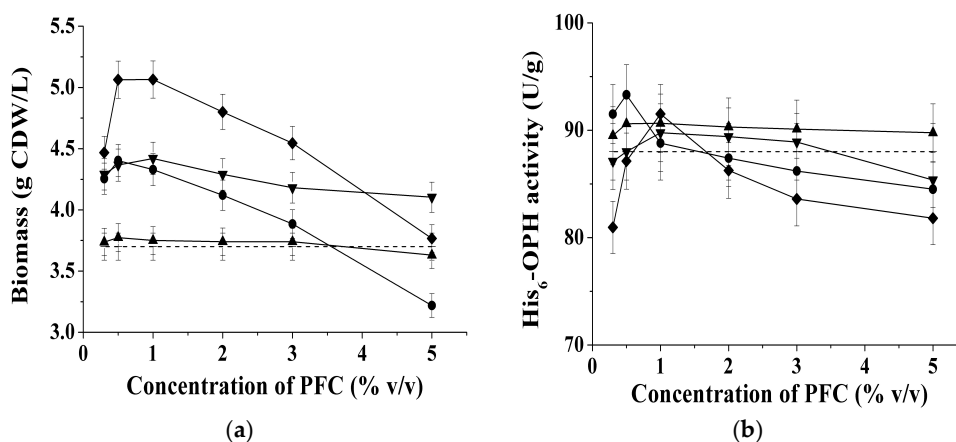 5.5
5.0
4.5
4.0
3.5
3.0
Biomass (g CDW/L)
0 1 2 3 4 5
Concentration of PFC (% v/v)
(a)
100
90
80
70
His6-OPH activity (U/g)
0 1 2 3 4 5
Concentration of PFC (% v/v)
(b)